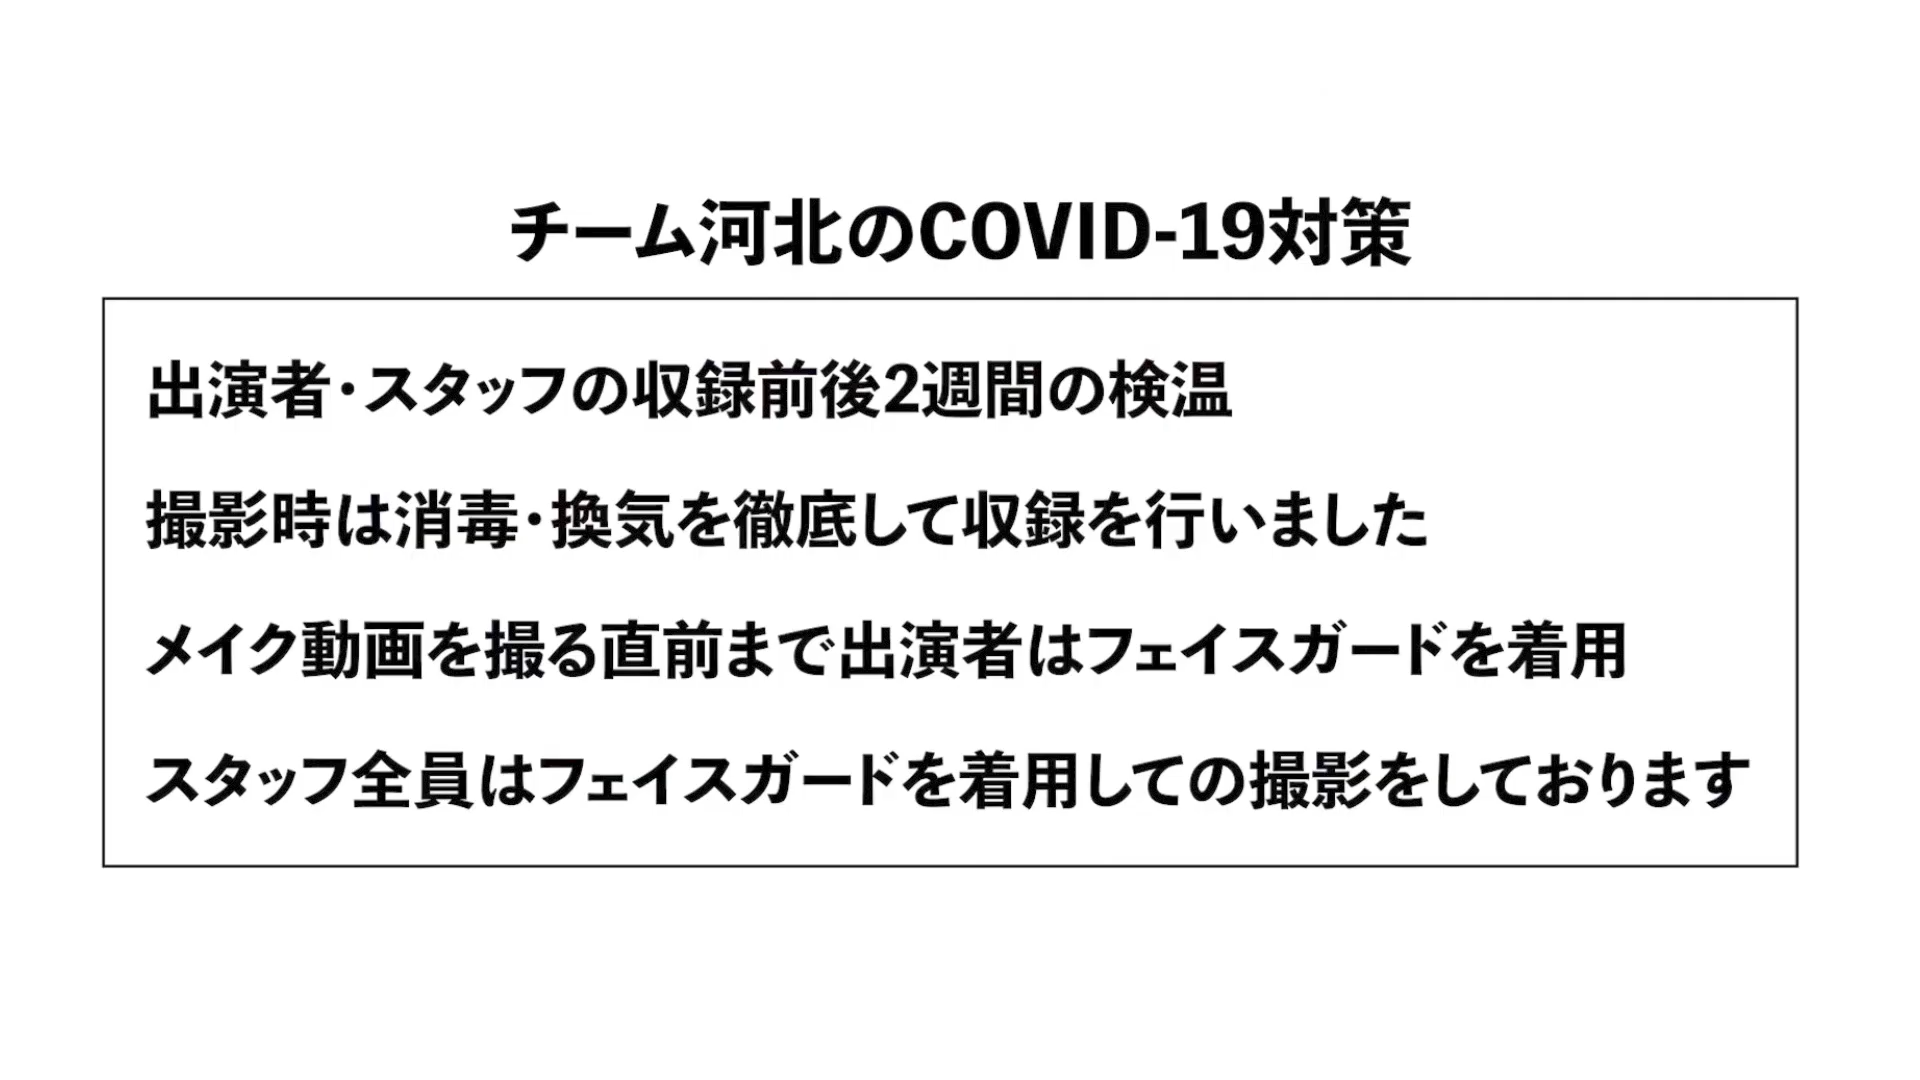 チーム河北のCOVID-19対策
出演者・スタッフの収録前後2週間の検温
撮影時は消毒・換気を徹底して収録を行いました
メイク動画を撮る直前まで出演者はフェイスガードを着用
スタッフ全員はフェイスガードを着用しての撮影をしております